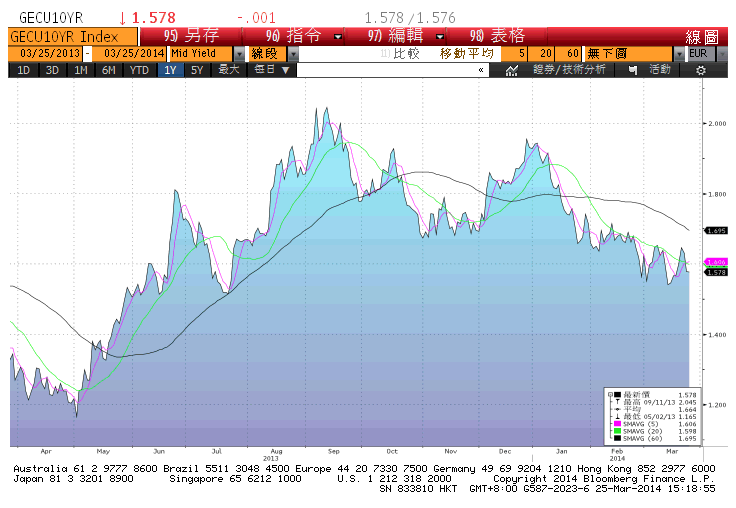 GECU10YR ↓ 1.578 -.001 1.578 / 1.576
GECU10YR Index 95) 另存 96) 指令 97) 編輯 98) 表格 線圖
03/25/2013 - 03/25/2014 Mid Yield 線段 比較 移動平均 5 20 60 無下圖 EUR
1D 3D 1M 6M YTD 1Y 5Y 最大 每日 ▼ « 證券/技術分析 活動
2.000
1.800
1.695
1.606
1.578
1.400
1.200
最新價 1.578
最高 09/11/13 2.045
平均 1.664
最低 05/02/13 1.165
SMAVG (5) 1.606
SMAVG (20) 1.598
SMAVG (60) 1.695
Apr May Jun Jul Aug Sep Oct Nov Dec Jan Feb Mar
2013 2014
Australia 61 2 9777 8600 Brazil 5511 3048 4500 Europe 44 20 7330 7500 Germany 49 69 9204 1210 Hong Kong 852 2977 6000
Japan 81 3 3201 8900 Singapore 65 6212 1000 U.S. 1 212 318 2000 Copyright 2014 Bloomberg Finance L.P.
SN 833810 HKT GMT+8:00 G587-2023-6 25-Mar-2014 15:18:55